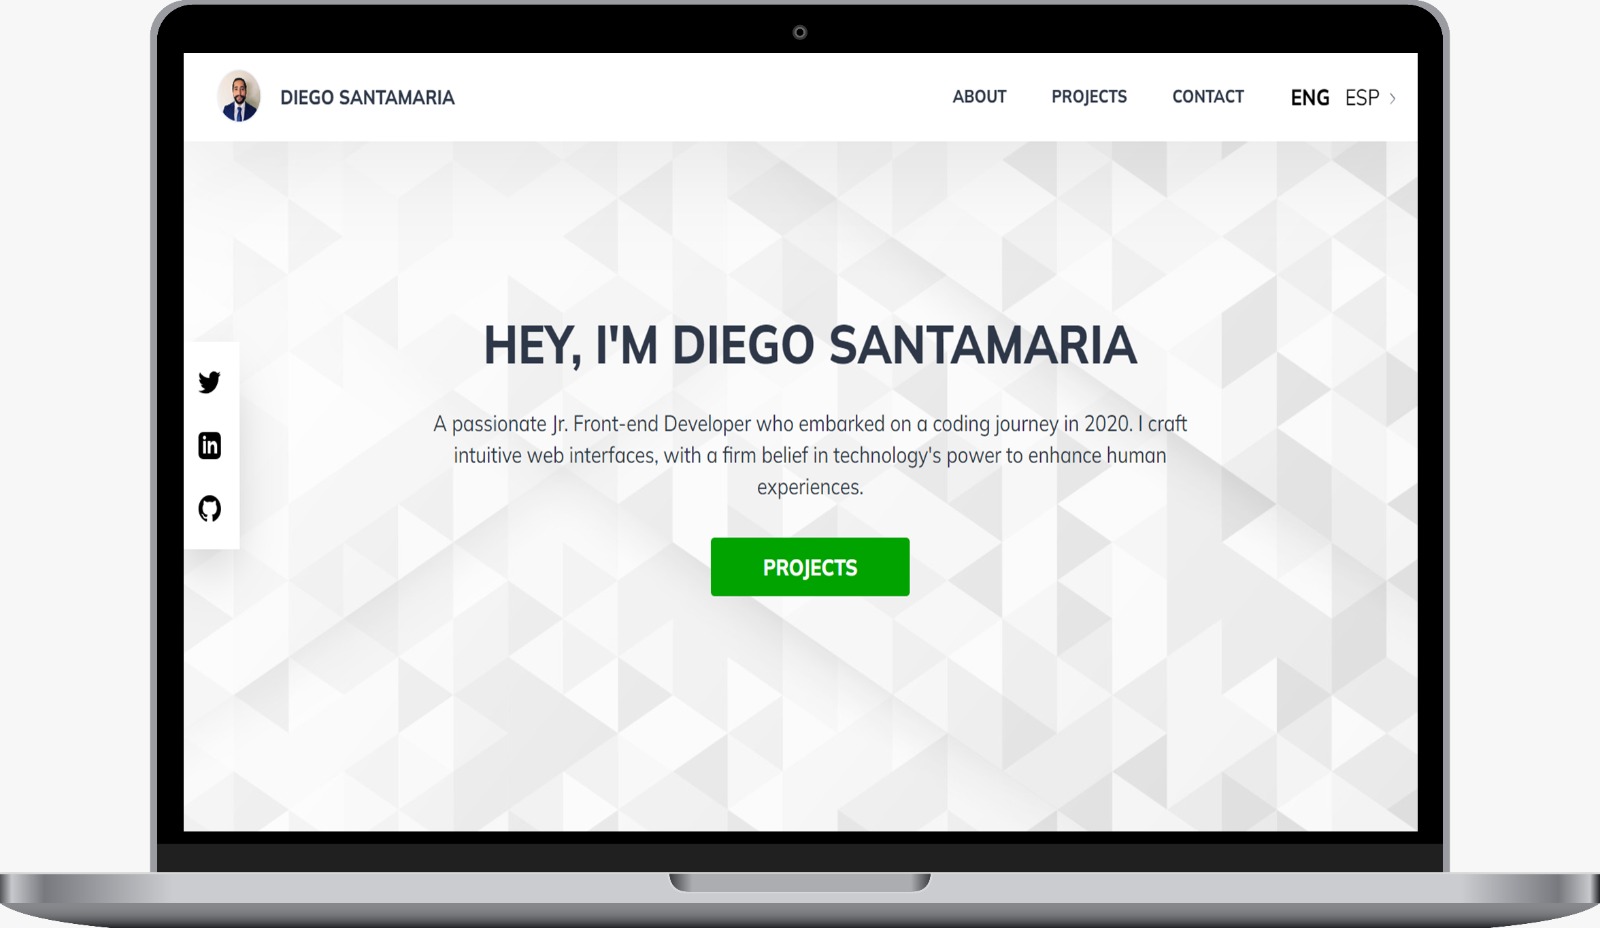 DIEGO SANTAMARIA
ABOUT
PROJECTS
CONTACT
ENG
ESP
HEY, I'M DIEGO SANTAMARIA
A passionate Jr. Front-end Developer who embarked on a coding journey in 2020. I craft
intuitive web interfaces, with a firm belief in technology's power to enhance human
experiences.
PROJECTS
in